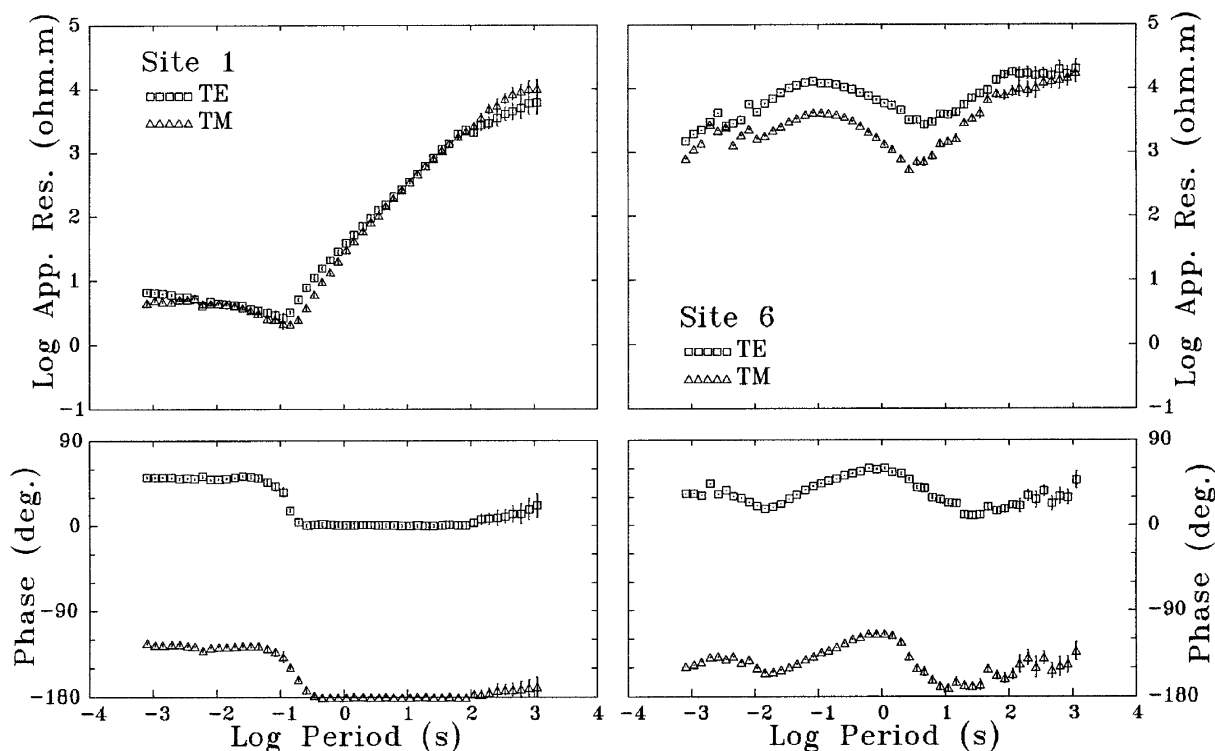 5
4
3
2
1
0
-1
Log App. Res. (ohm.m)
Site 1
TE
TM
5
4
3
2
1
0
-1
Log App. Res. (ohm.m)
Site 6
TE
TM
90
0
-90
-180
Phase (deg.)
-4 -3 -2 -1 0 1 2 3 4
Log Period (s)
90
0
-90
-180
Phase (deg.)
-4 -3 -2 -1 0 1 2 3 4
Log Period (s)